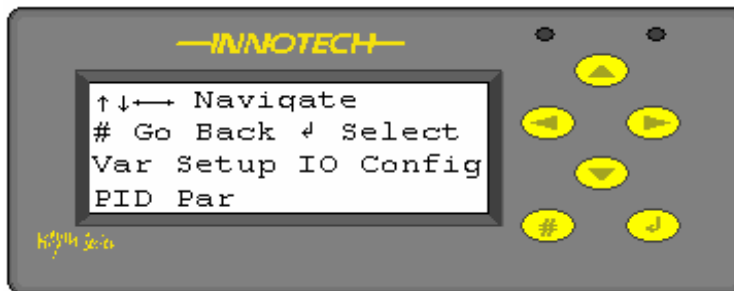 INNOTECH
↑↓←→ Navigate
# Go Back ↲ Select
Var Setup IO Config
PID Par
#